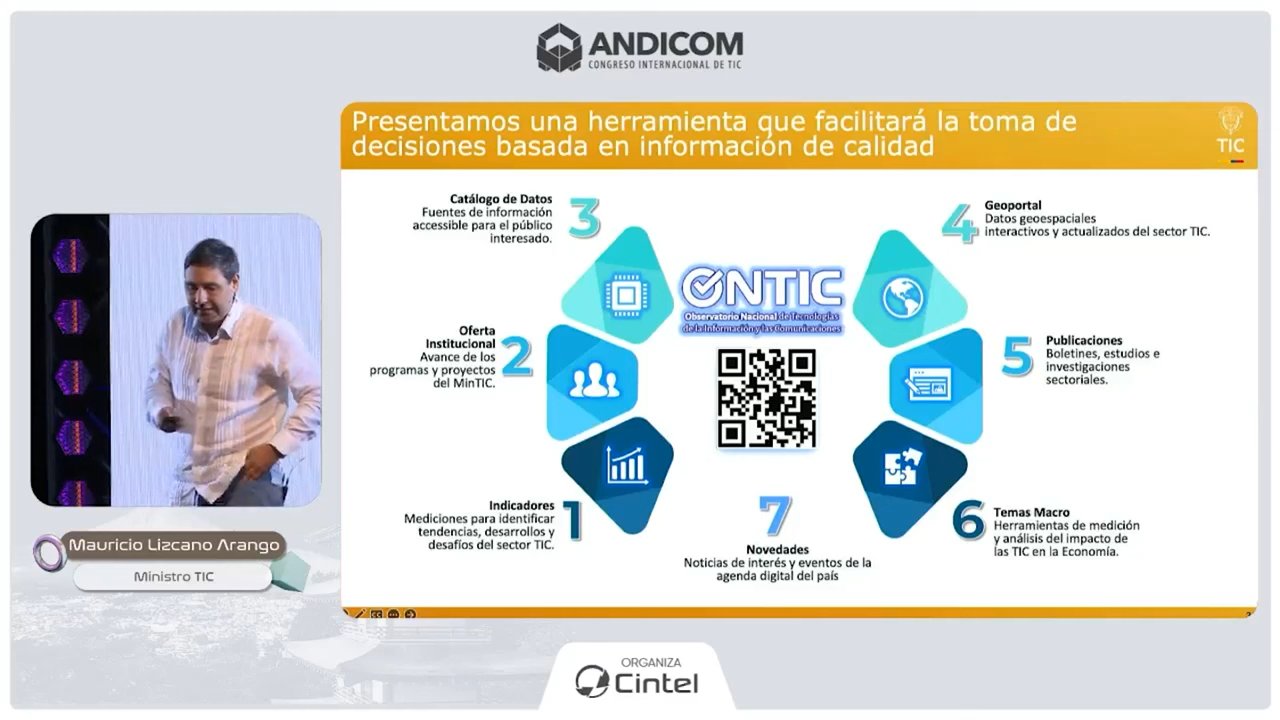 ANDICOM
CONGRESO INTERNACIONAL DE TIC
Presentamos una herramienta que facilitará la toma de
decisiones basada en información de calidad
TIC
Catálogo de Datos
Fuentes de información
accessible para el público
interesado.
3
4
Geoportal
Datos geoespaciales
interactivos y actualizados del sector TIC.
ONTIC
Observatorio Nacional de Tecnologías
de la Información y las Comunicaciones
Oferta
Institucional
Avance de los
programas y proyectos
del MinTIC.
2
5
Publicaciones
Boletines, estudios e
investigaciones
sectoriales.
Indicadores
Mediciones para identificar
tendencias, desarrollos y
desafíos del sector TIC.
1
7
Novedades
Noticias de interés y eventos de la
agenda digital del país
6
Temas Macro
Herramientas de medición
y análisis del impacto de
las TIC en la Economía.
Mauricio Lizcano Arango
Ministro TIC
ORGANIZA
Cintel